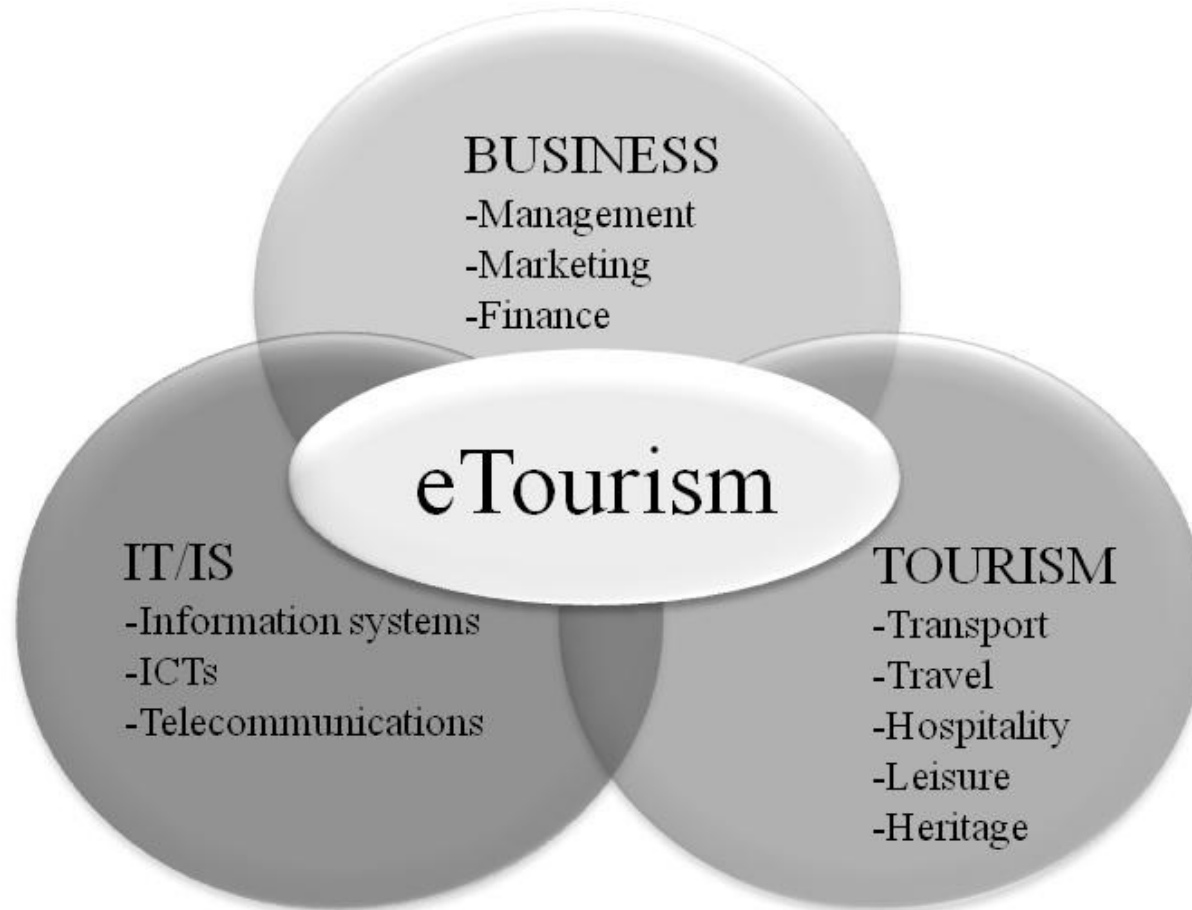 BUSINESS
-Management
-Marketing
-Finance
eTourism
IT/IS
-Information systems
-ICTs
-Telecommunications
TOURISM
-Transport
-Travel
-Hospitality
-Leisure
-Heritage